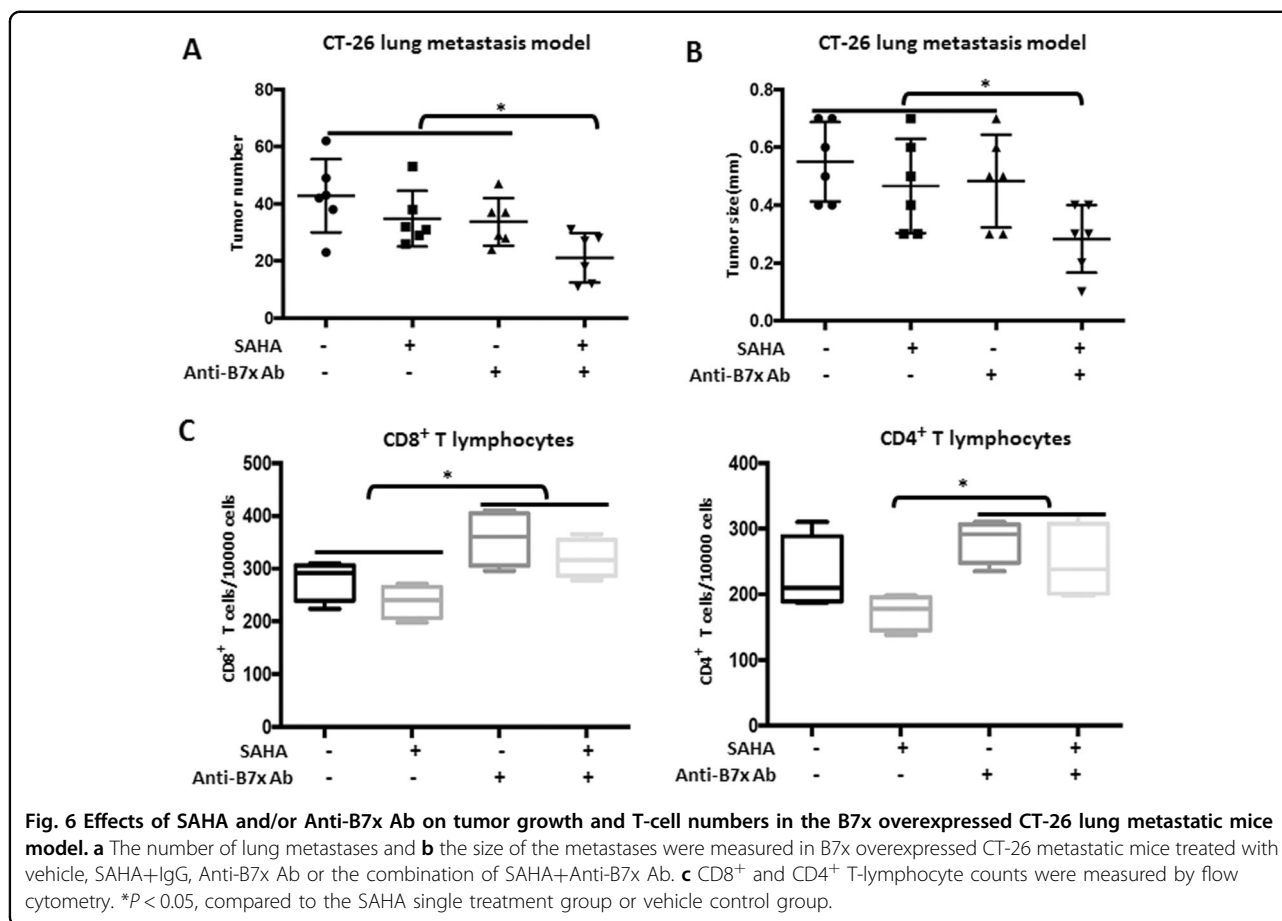 A
CT-26 lung metastasis model
Tumor number
80
60
40
20
0
*
SAHA - + - +
Anti-B7x Ab - - + +
B
CT-26 lung metastasis model
Tumor size(mm)
0.8
0.6
0.4
0.2
0.0
*
SAHA - + - +
Anti-B7x Ab - - + +
C
CD8+ T lymphocytes
CD8+ T cells/10000 cells
500
400
300
200
100
0
*
SAHA - + - +
Anti-B7x Ab - - + +
CD4+ T lymphocytes
CD4+ T cells/10000 cells
400
300
200
100
0
*
SAHA - + - +
Anti-B7x Ab - - + +
Fig. 6 Effects of SAHA and/or Anti-B7x Ab on tumor growth and T-cell numbers in the B7x overexpressed CT-26 lung metastatic mice
model. a The number of lung metastases and b the size of the metastases were measured in B7x overexpressed CT-26 metastatic mice treated with
vehicle, SAHA+IgG, Anti-B7x Ab or the combination of SAHA+Anti-B7x Ab. c CD8+ and CD4+ T-lymphocyte counts were measured by flow
cytometry. *P < 0.05, compared to the SAHA single treatment group or vehicle control group.